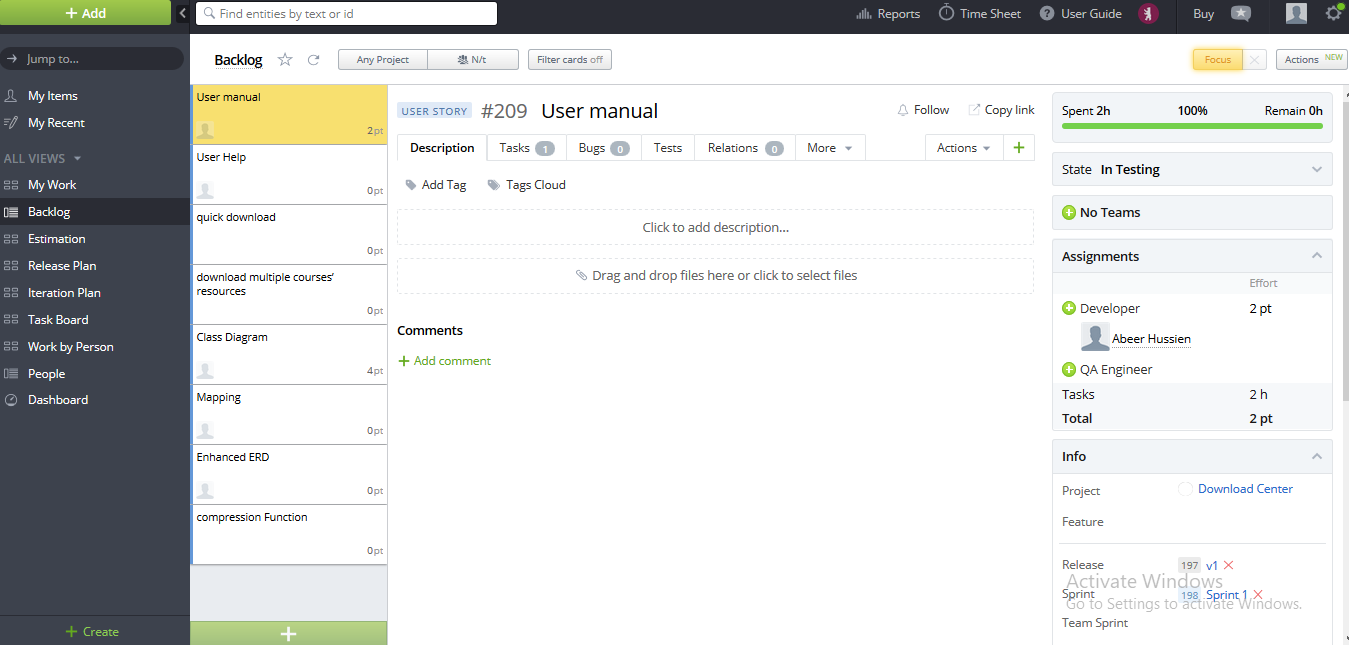 Add
Find entities by text or id
Reports
Time Sheet
User Guide
Buy
Jump to...
My Items
My Recent
ALL VIEWS
My Work
Backlog
Estimation
Release Plan
Iteration Plan
Task Board
Work by Person
People
Dashboard
Create
Backlog
Any Project
N/t
Filter cards off
Focus
Actions NEW
User manual
2pt
User Help
0pt
quick download
0pt
download multiple courses’
resources
0pt
Class Diagram
4pt
Mapping
0pt
Enhanced ERD
0pt
compression Function
0pt
USER STORY #209 User manual
Follow
Copy link
Description
Tasks 1
Bugs 0
Tests
Relations 0
More
Actions
Add Tag
Tags Cloud
Click to add description...
Drag and drop files here or click to select files
Comments
Add comment
Spent 2h 100% Remain 0h
State In Testing
No Teams
Assignments
Effort
Developer 2 pt
Abeer Hussien
QA Engineer
Tasks 2 h
Total 2 pt
Info
Project Download Center
Feature
Release 197 v1
Activate Windows
Sprint 198 Sprint 1
Go to Settings to activate Windows.
Team Sprint